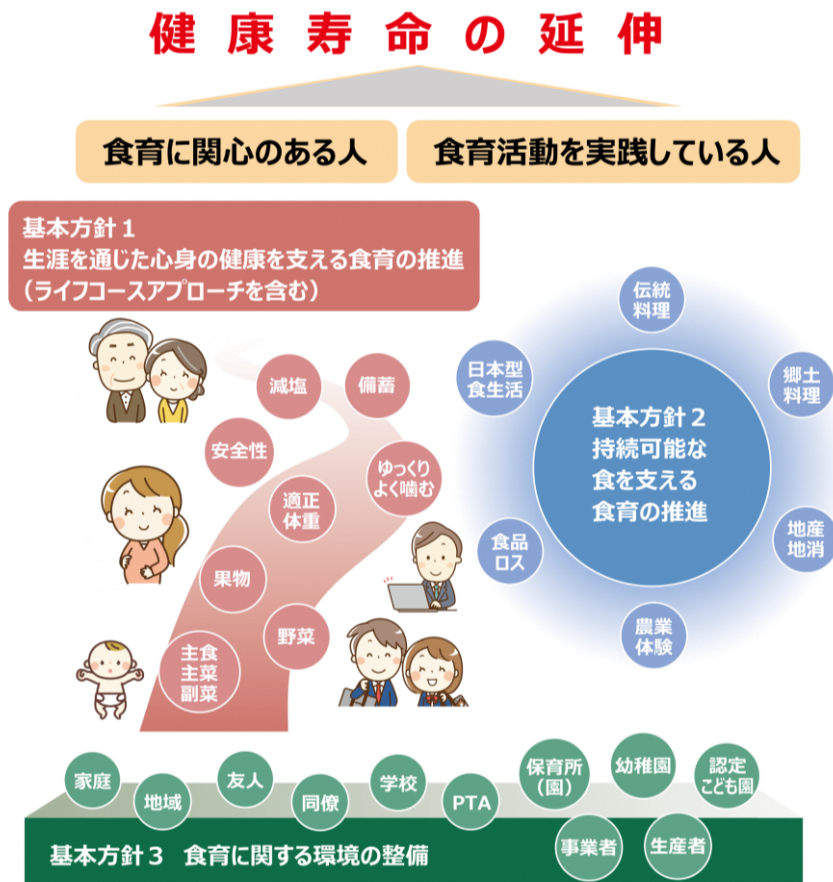 健康寿命の延伸
食育に関心のある人
食育活動を実践している人
基本方針1
生涯を通じた心身の健康を支える食育の推進
(ライフコースアプローチを含む)
減塩
備蓄
安全性
ゆっくり
よく噛む
適正
体重
果物
野菜
主食
主菜
副菜
伝統
料理
日本型
食生活
郷土
料理
基本方針2
持続可能な
食を支える
食育の推進
食品
ロス
地産
地消
農業
体験
家庭
地域
友人
同僚
学校
PTA
保育所
(園)
幼稚園
認定
こども園
事業者
生産者
基本方針3 食育に関する環境の整備